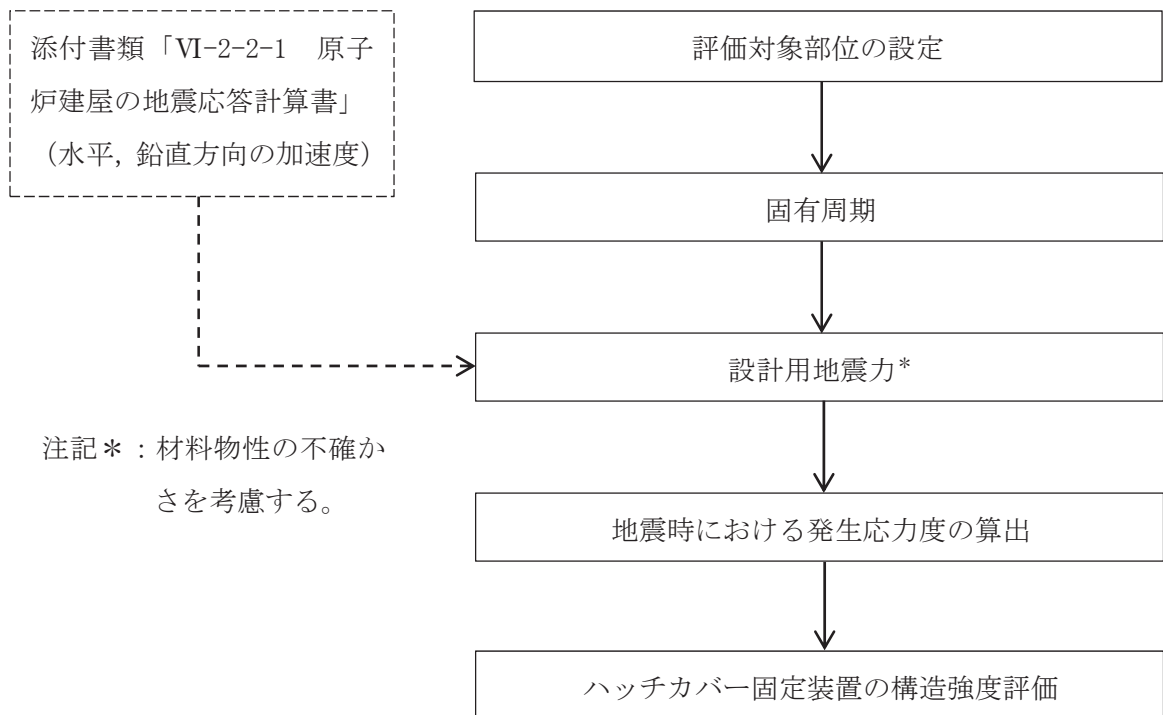 添付書類「Ⅵ-2-2-1　原子
炉建屋の地震応答計算書」
（水平，鉛直方向の加速度）
評価対象部位の設定
固有周期
設計用地震力*
注記＊：材料物性の不確か
さを考慮する。
地震時における発生応力度の算出
ハッチカバー固定装置の構造強度評価